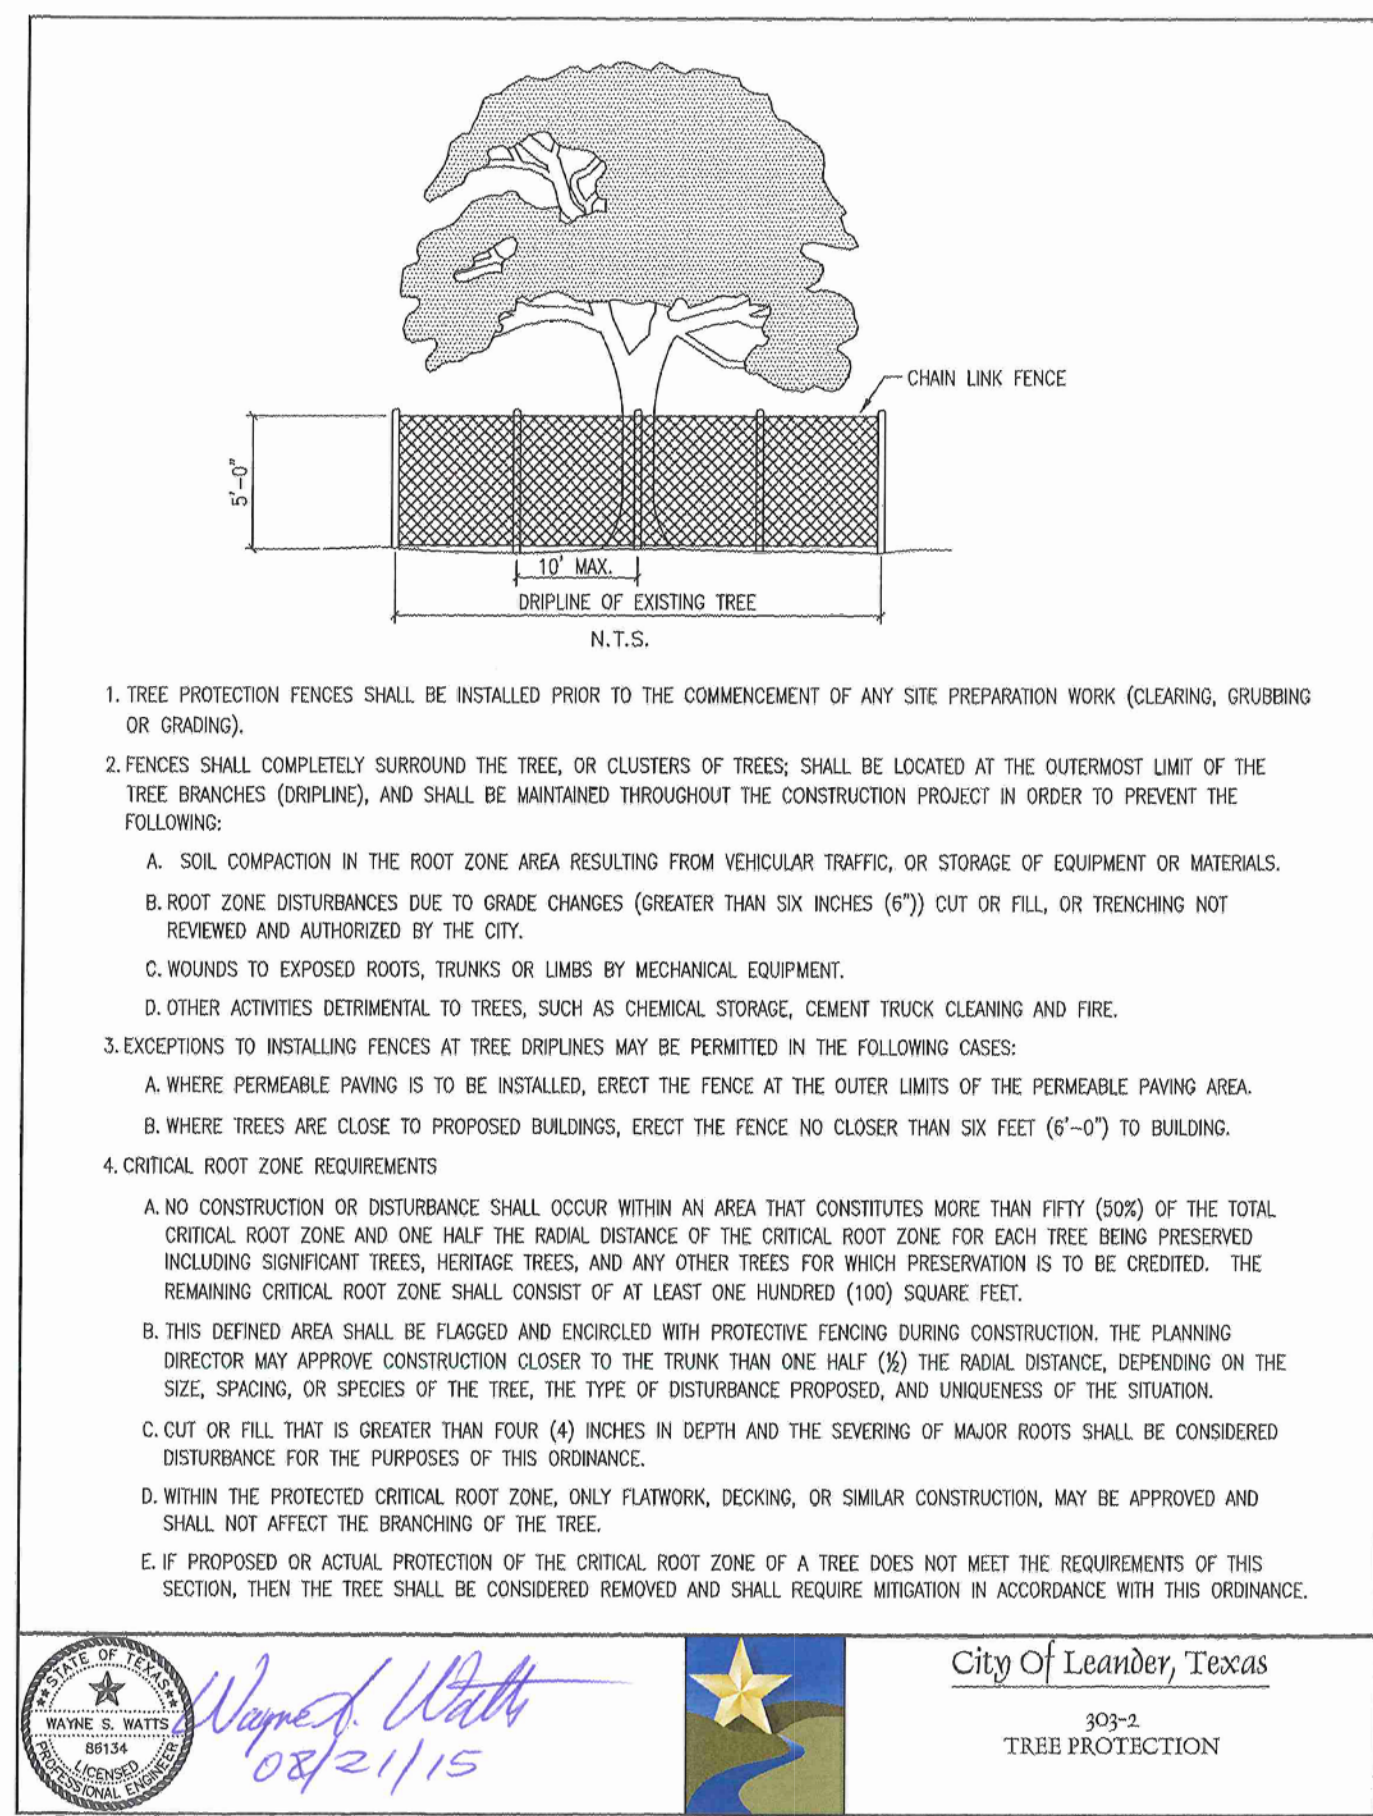 CHAIN LINK FENCE
5'-0"
10' MAX.
DRIPLINE OF EXISTING TREE
N.T.S.
1. TREE PROTECTION FENCES SHALL BE INSTALLED PRIOR TO THE COMMENCEMENT OF ANY SITE PREPARATION WORK (CLEARING, GRUBBING
OR GRADING).
2. FENCES SHALL COMPLETELY SURROUND THE TREE, OR CLUSTERS OF TREES; SHALL BE LOCATED AT THE OUTERMOST LIMIT OF THE
TREE BRANCHES (DRIPLINE), AND SHALL BE MAINTAINED THROUGHOUT THE CONSTRUCTION PROJECT IN ORDER TO PREVENT THE
FOLLOWING:
A. SOIL COMPACTION IN THE ROOT ZONE AREA RESULTING FROM VEHICULAR TRAFFIC, OR STORAGE OF EQUIPMENT OR MATERIALS.
B. ROOT ZONE DISTURBANCES DUE TO GRADE CHANGES (GREATER THAN SIX INCHES (6")) CUT OR FILL, OR TRENCHING NOT
REVIEWED AND AUTHORIZED BY THE CITY.
C. WOUNDS TO EXPOSED ROOTS, TRUNKS OR LIMBS BY MECHANICAL EQUIPMENT.
D. OTHER ACTIVITIES DETRIMENTAL TO TREES, SUCH AS CHEMICAL STORAGE, CEMENT TRUCK CLEANING AND FIRE.
3. EXCEPTIONS TO INSTALLING FENCES AT TREE DRIPLINES MAY BE PERMITTED IN THE FOLLOWING CASES:
A. WHERE PERMEABLE PAVING IS TO BE INSTALLED, ERECT THE FENCE AT THE OUTER LIMITS OF THE PERMEABLE PAVING AREA.
B. WHERE TREES ARE CLOSE TO PROPOSED BUILDINGS, ERECT THE FENCE NO CLOSER THAN SIX FEET (6'-0") TO BUILDING.
4. CRITICAL ROOT ZONE REQUIREMENTS
A. NO CONSTRUCTION OR DISTURBANCE SHALL OCCUR WITHIN AN AREA THAT CONSTITUTES MORE THAN FIFTY (50%) OF THE TOTAL
CRITICAL ROOT ZONE AND ONE HALF THE RADIAL DISTANCE OF THE CRITICAL ROOT ZONE FOR EACH TREE BEING PRESERVED
INCLUDING SIGNIFICANT TREES, HERITAGE TREES, AND ANY OTHER TREES FOR WHICH PRESERVATION IS TO BE CREDITED. THE
REMAINING CRITICAL ROOT ZONE SHALL CONSIST OF AT LEAST ONE HUNDRED (100) SQUARE FEET.
B. THIS DEFINED AREA SHALL BE FLAGGED AND ENCIRCLED WITH PROTECTIVE FENCING DURING CONSTRUCTION. THE PLANNING
DIRECTOR MAY APPROVE CONSTRUCTION CLOSER TO THE TRUNK THAN ONE HALF (½) THE RADIAL DISTANCE, DEPENDING ON THE
SIZE, SPACING, OR SPECIES OF THE TREE, THE TYPE OF DISTURBANCE PROPOSED, AND UNIQUENESS OF THE SITUATION.
C. CUT OR FILL THAT IS GREATER THAN FOUR (4) INCHES IN DEPTH AND THE SEVERING OF MAJOR ROOTS SHALL BE CONSIDERED
DISTURBANCE FOR THE PURPOSES OF THIS ORDINANCE.
D. WITHIN THE PROTECTED CRITICAL ROOT ZONE, ONLY FLATWORK, DECKING, OR SIMILAR CONSTRUCTION, MAY BE APPROVED AND
SHALL NOT AFFECT THE BRANCHING OF THE TREE.
E. IF PROPOSED OR ACTUAL PROTECTION OF THE CRITICAL ROOT ZONE OF A TREE DOES NOT MEET THE REQUIREMENTS OF THIS
SECTION, THEN THE TREE SHALL BE CONSIDERED REMOVED AND SHALL REQUIRE MITIGATION IN ACCORDANCE WITH THIS ORDINANCE.
STATE OF TEXAS
WAYNE S. WATTS
86134
LICENSED
PROFESSIONAL ENGINEER
Wayne S. Watts
08/21/15
City Of Leander, Texas
303-2
TREE PROTECTION